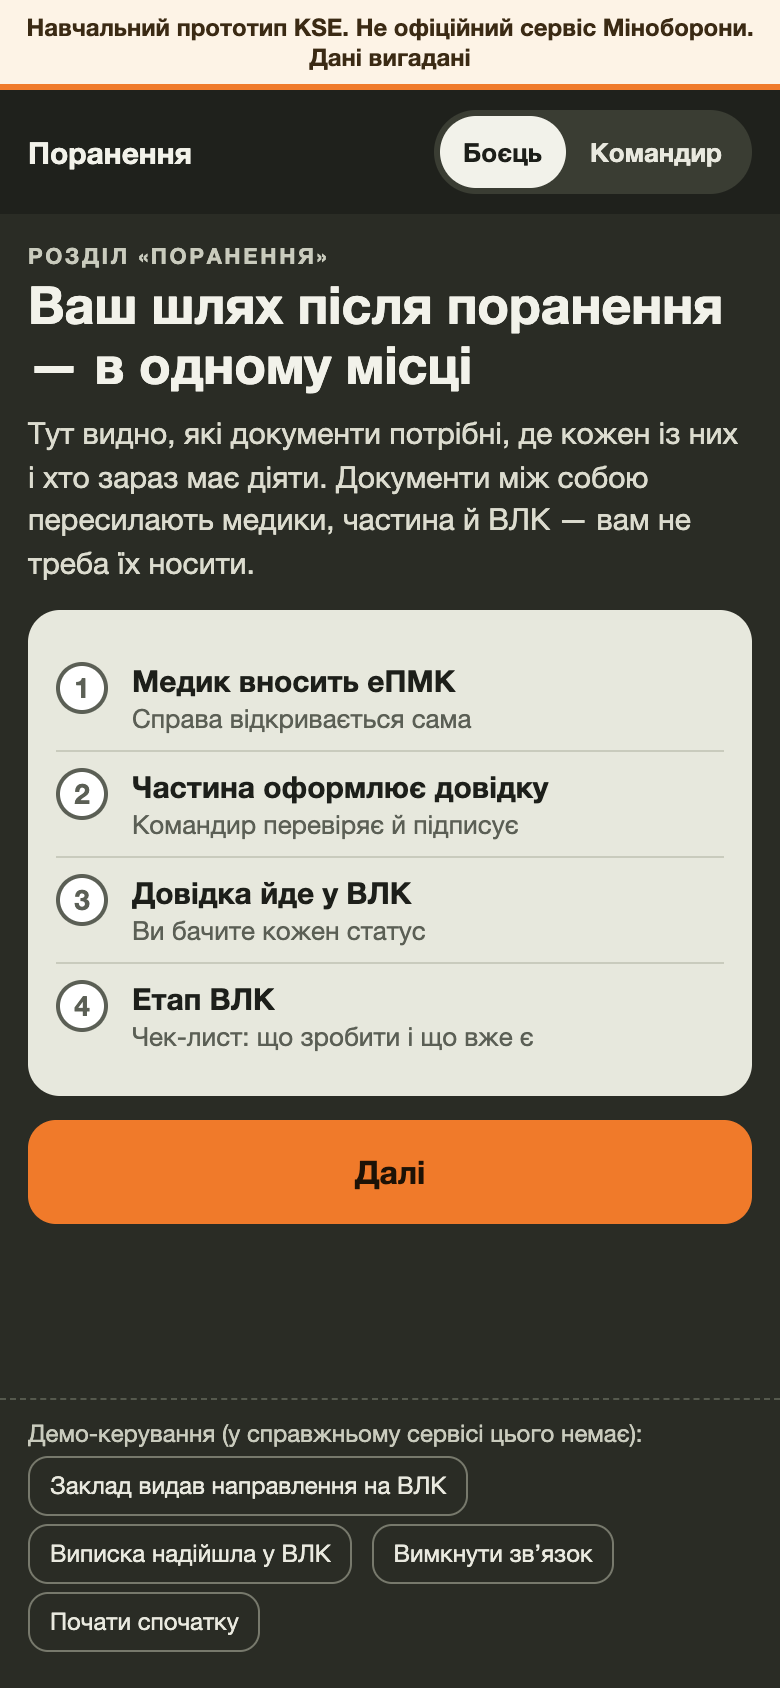 Навчальний прототип KSE. Не офіційний сервіс Міноборони.
Дані вигадані
Поранення
Боєць
Командир
РОЗДІЛ «ПОРАНЕННЯ»
Ваш шлях після поранення
— в одному місці
Тут видно, які документи потрібні, де кожен із них
і хто зараз має діяти. Документи між собою
пересилають медики, частина й ВЛК — вам не
треба їх носити.
1
Медик вносить еПМК
Справа відкривається сама
2
Частина оформлює довідку
Командир перевіряє й підписує
3
Довідка йде у ВЛК
Ви бачите кожен статус
4
Етап ВЛК
Чек-лист: що зробити і що вже є
Далі
Демо-керування (у справжньому сервісі цього немає):
Заклад видав направлення на ВЛК
Виписка надійшла у ВЛК
Вимкнути зв’язок
Почати спочатку